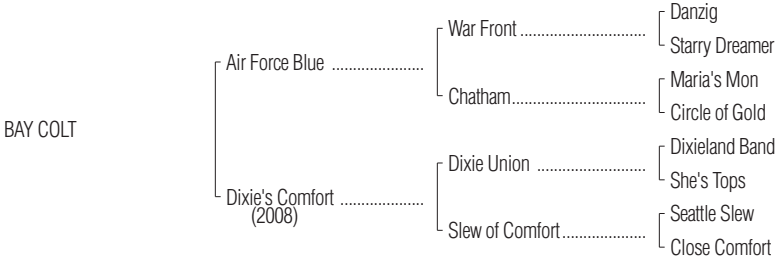 Danzig
War Front ..............................
Starry Dreamer
Air Force Blue ......................
Maria's Mon
Chatham................................
Circle of Gold
BAY COLT
Dixieland Band
Dixie Union ..........................
She's Tops
Dixie's Comfort ....................
(2008)
Seattle Slew
Slew of Comfort....................
Close Comfort